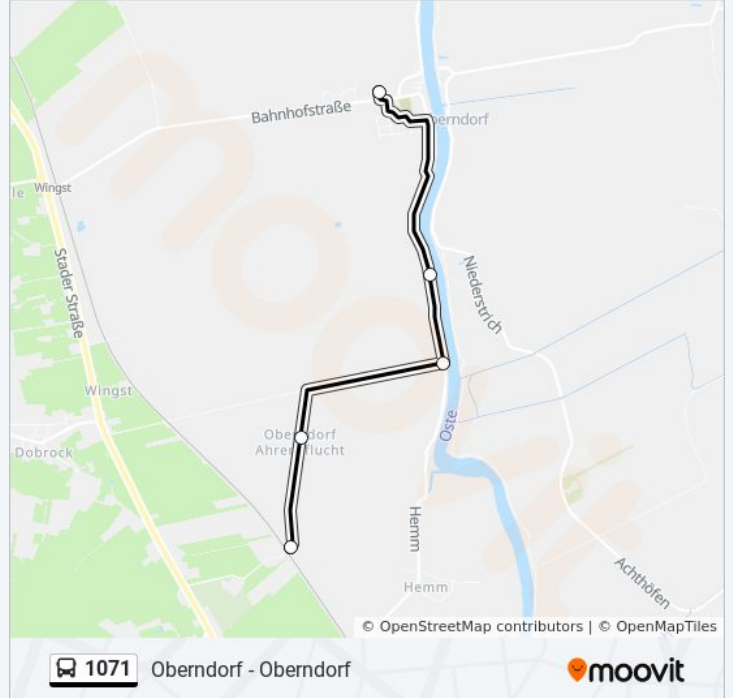 Bahnhofstraße
Oberndorf
le
Wingst
Stader Straße
Niederstrich
Wingst
Dobrock
Oberndorf
Ahrensflucht
Oste
Hemm
Hemm
Achthöfen
© OpenStreetMap contributors | © OpenMapTiles
1071 Oberndorf - Oberndorf
moovit